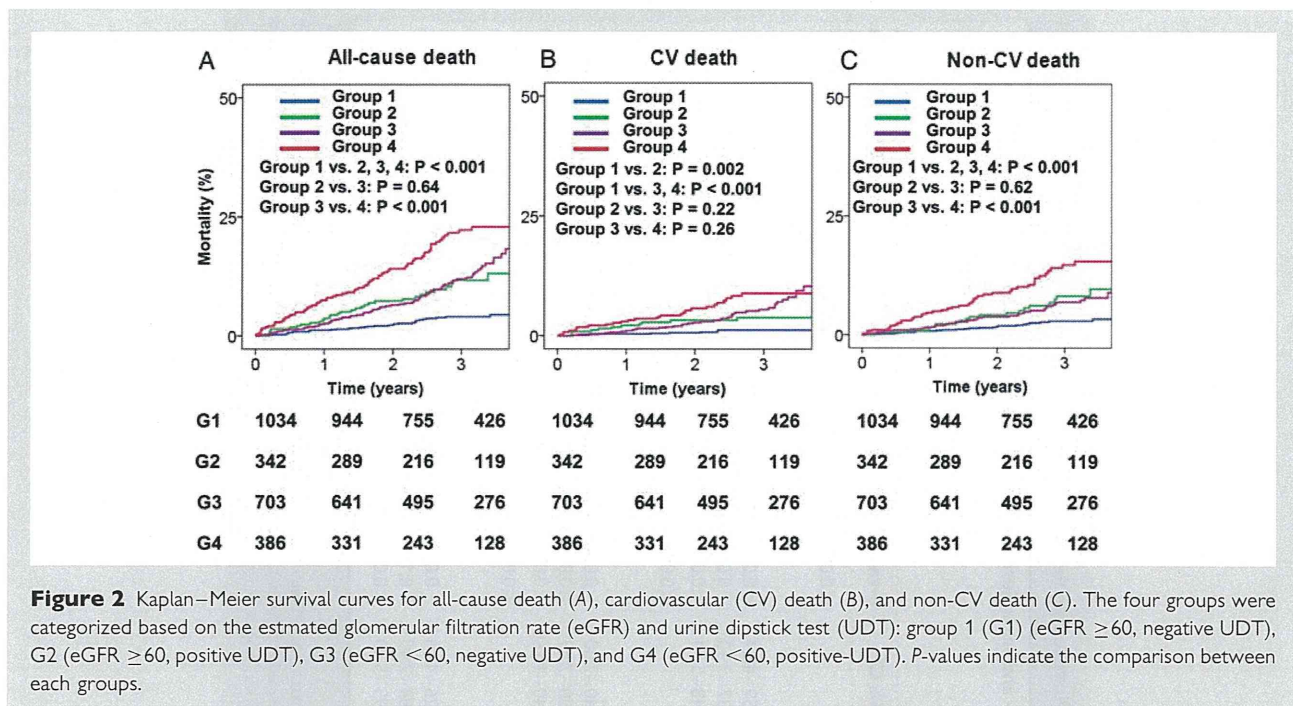 A All-cause death
50
25
0
Mortality (%)
Group 1
Group 2
Group 3
Group 4
Group 1 vs. 2, 3, 4: P < 0.001
Group 2 vs. 3: P = 0.64
Group 3 vs. 4: P < 0.001
0 1 2 3
Time (years)
B CV death
50
25
0
Group 1
Group 2
Group 3
Group 4
Group 1 vs. 2: P = 0.002
Group 1 vs. 3, 4: P < 0.001
Group 2 vs. 3: P = 0.22
Group 3 vs. 4: P = 0.26
0 1 2 3
Time (years)
C Non-CV death
50
25
0
Group 1
Group 2
Group 3
Group 4
Group 1 vs. 2, 3, 4: P < 0.001
Group 2 vs. 3: P = 0.62
Group 3 vs. 4: P < 0.001
0 1 2 3
Time (years)
G1 1034 944 755 426 1034 944 755 426 1034 944 755 426
G2 342 289 216 119 342 289 216 119 342 289 216 119
G3 703 641 495 276 703 641 495 276 703 641 495 276
G4 386 331 243 128 386 331 243 128 386 331 243 128
Figure 2 Kaplan–Meier survival curves for all-cause death (A), cardiovascular (CV) death (B), and non-CV death (C). The four groups were
categorized based on the estmated glomerular filtration rate (eGFR) and urine dipstick test (UDT): group 1 (G1) (eGFR ≥60, negative UDT),
G2 (eGFR ≥60, positive UDT), G3 (eGFR <60, negative UDT), and G4 (eGFR <60, positive-UDT). P-values indicate the comparison between
each groups.